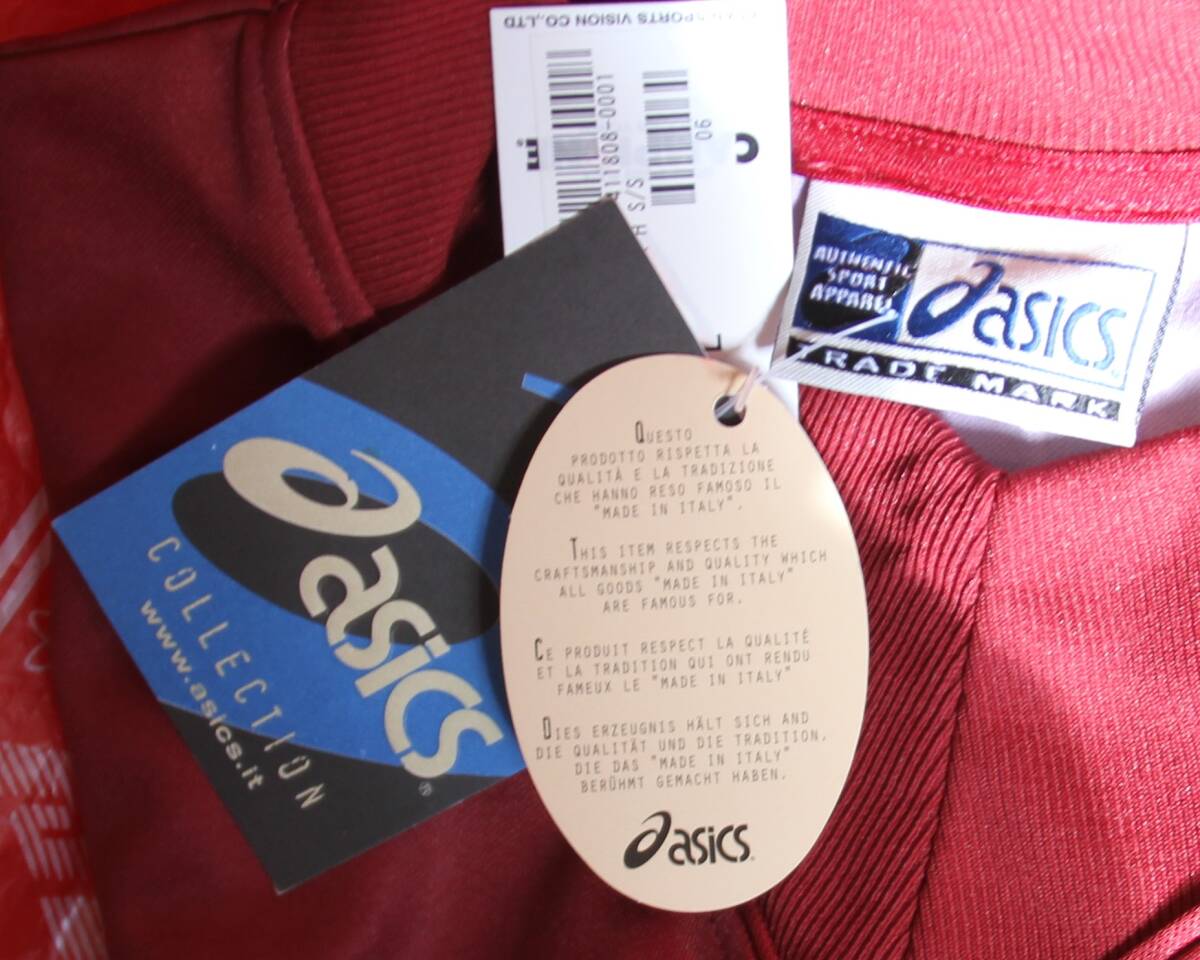 SPORTS VISION CO.,LTD
411808-0001
S/S
06
AUTHENTIC
SPORT
APPAREL
asics
TRADE MARK
asics
COLLECTION
www.asics.it
QUESTO
PRODOTTO RISPETTA LA
QUALITÀ E LA TRADIZIONE
CHE HANNO RESO FAMOSO IL
"MADE IN ITALY".
THIS ITEM RESPECTS THE
CRAFTSMANSHIP AND QUALITY WHICH
ALL GOODS "MADE IN ITALY"
ARE FAMOUS FOR.
CE PRODUIT RESPECT LA QUALITÉ
ET LA TRADITION QUI ONT RENDU
FAMEUX LE "MADE IN ITALY"
DIES ERZEUGNIS HÄLT SICH AND
DIE QUALITÄT UND DIE TRADITION,
DIE DAS "MADE IN ITALY"
BERÜHMT GEMACHT HABEN.
asics